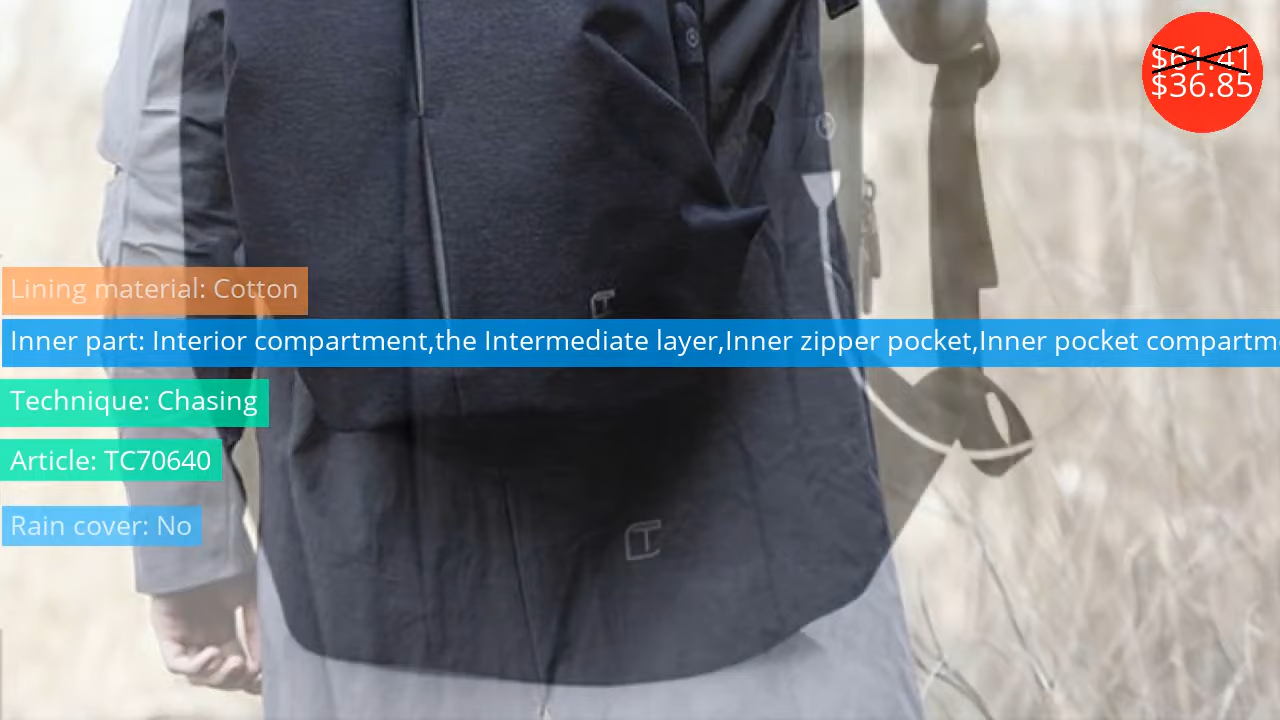 $61.41
$36.85
Lining material: Cotton
Inner part: Interior compartment,the Intermediate layer,Inner zipper pocket,Inner pocket
Technique: Chasing
Article: TC70640
Rain cover: No